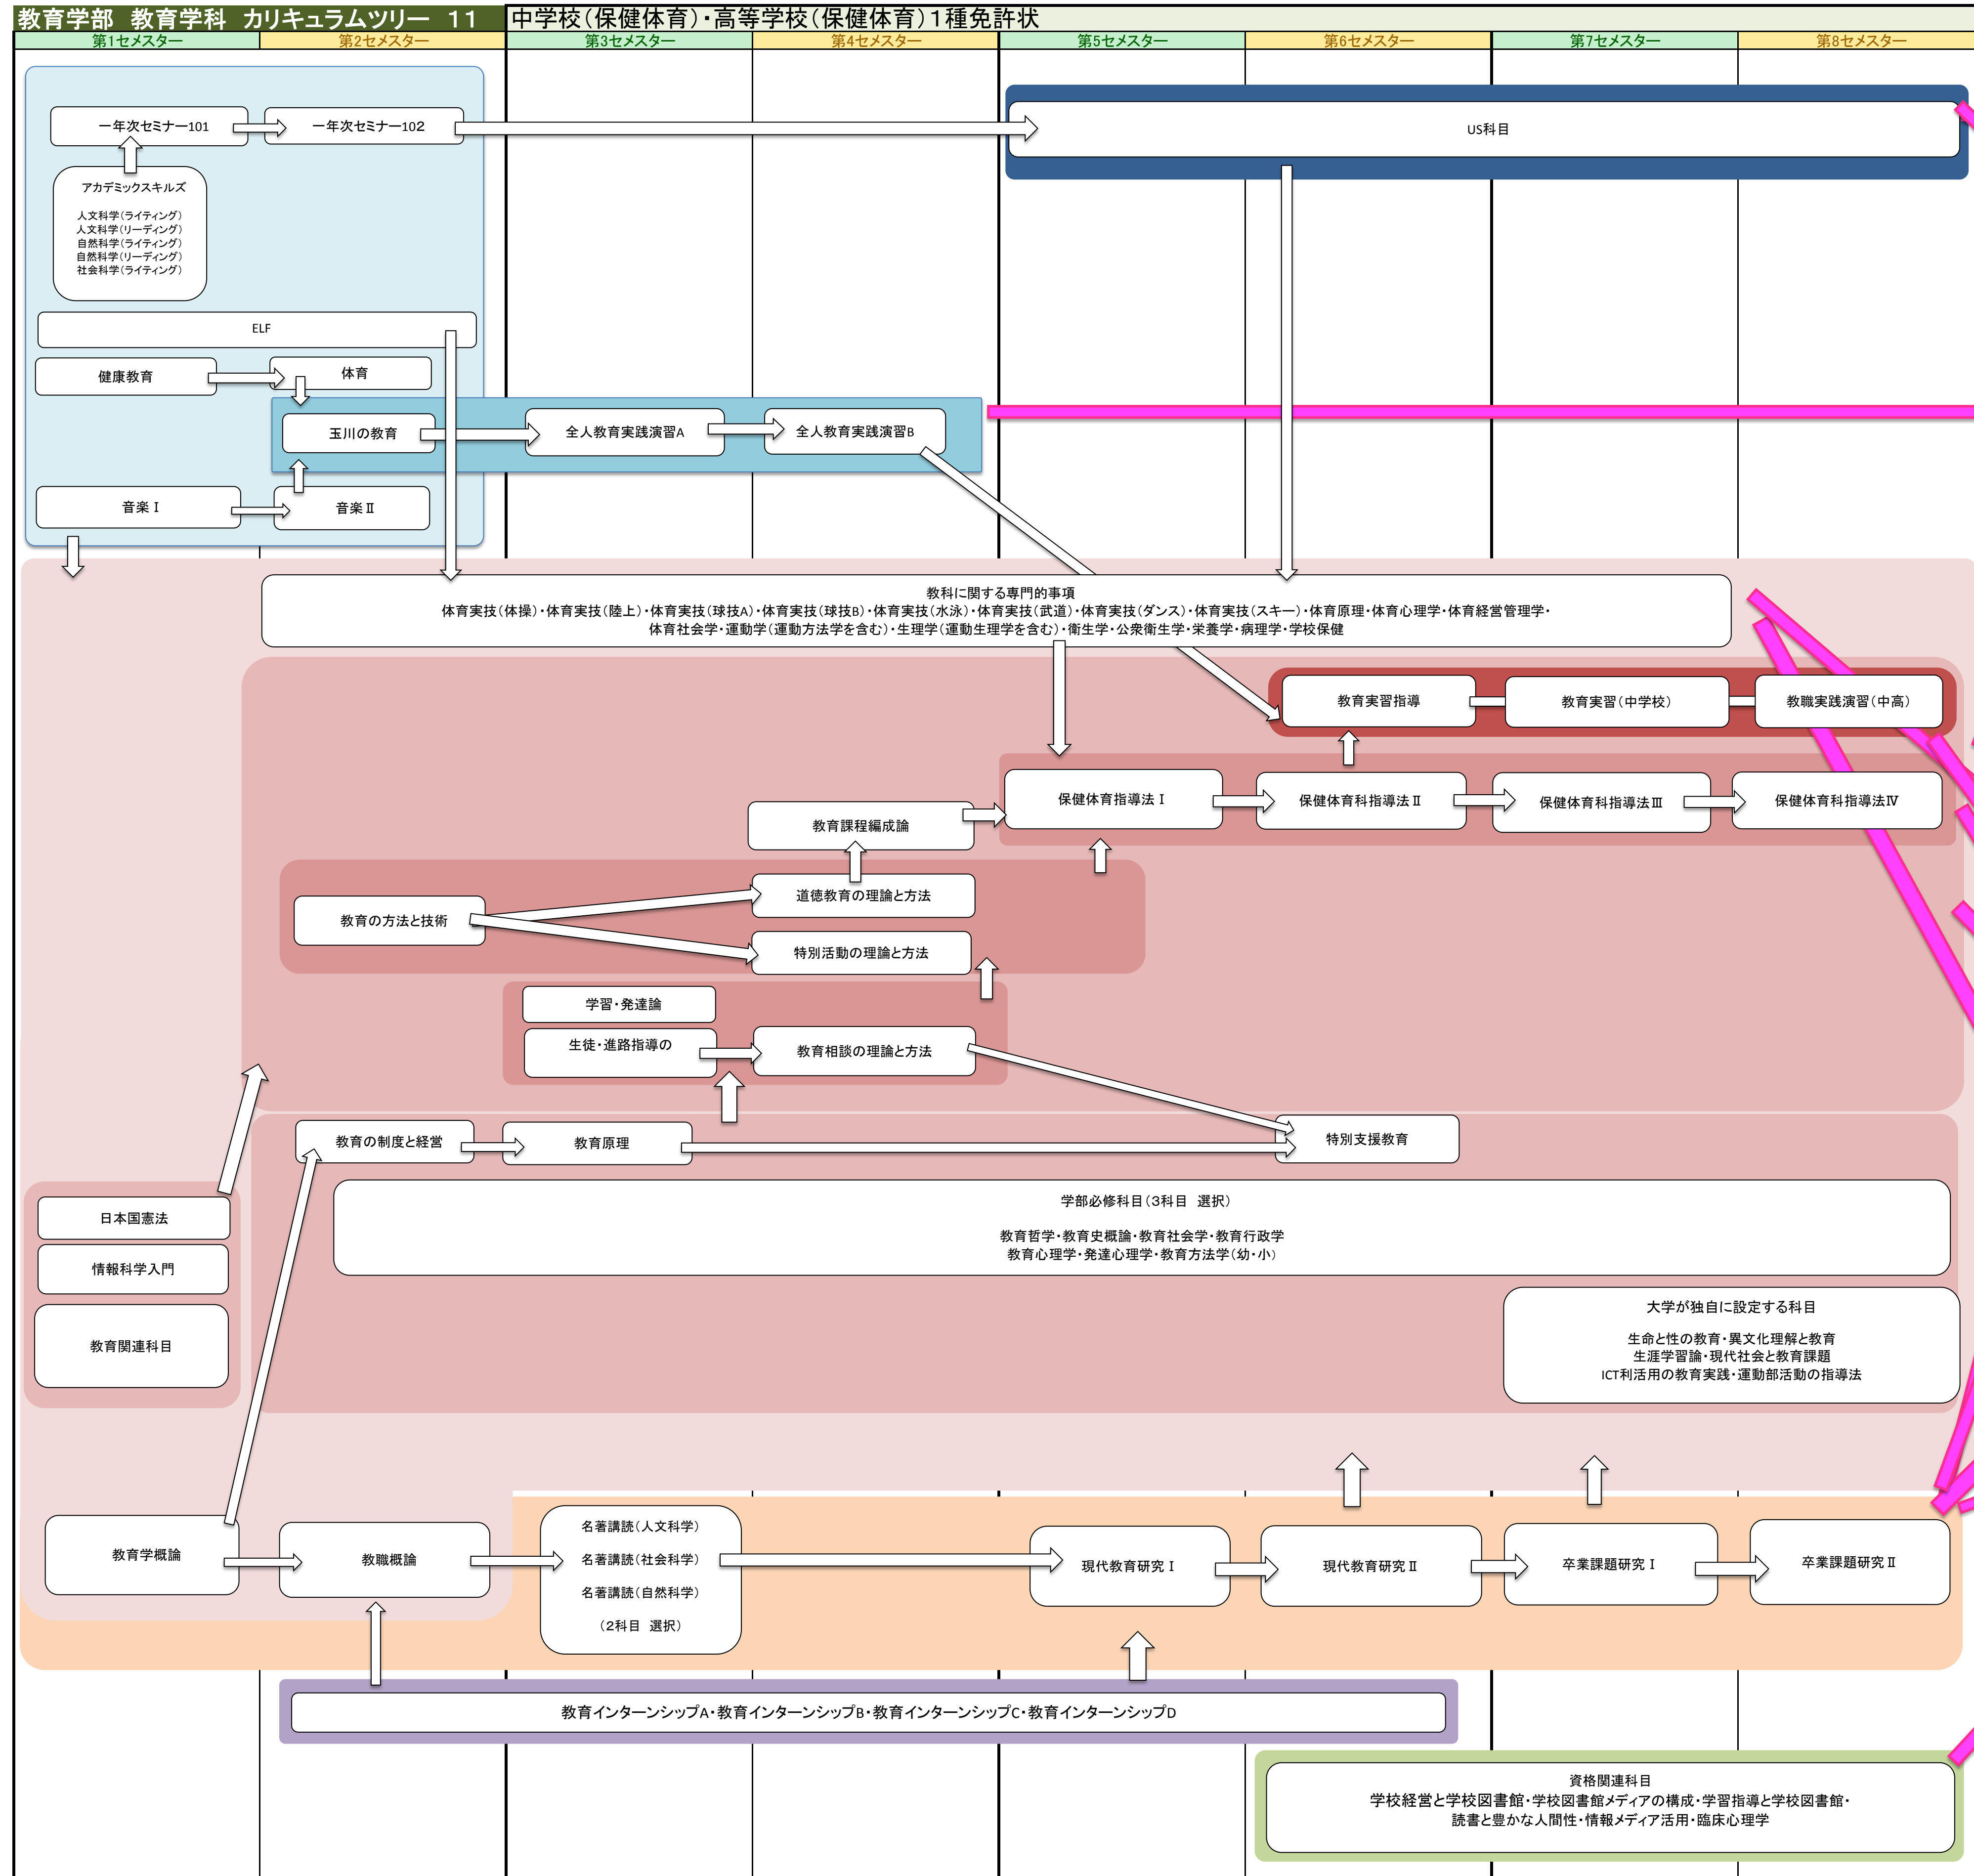 教育学部　教育学科　カリキュラムツリー　１１
中学校（保健体育）・高等学校（保健体育）１種免許状
第1セメスター
第2セメスター
第3セメスター
第4セメスター
第5セメスター
第6セメスター
第7セメスター
第8セメスター
一年次セミナー101
一年次セミナー102
US科目
アカデミックスキルズ
人文科学（ライティング）
人文科学（リーディング）
自然科学（ライティング）
自然科学（リーディング）
社会科学（ライティング）
ELF
健康教育
体育
玉川の教育
全人教育実践演習A
全人教育実践演習B
音楽Ⅰ
音楽Ⅱ
教科に関する専門的事項
体育実技（体操）・体育実技（陸上）・体育実技（球技A）・体育実技（球技B）・体育実技（水泳）・体育実技（武道）・体育実技（ダンス）・体育実技（スキー）・体育原理・体育心理学・体育経営管理学・
体育社会学・運動学（運動方法学を含む）・生理学（運動生理学を含む）・衛生学・公衆衛生学・栄養学・病理学・学校保健
教育実習指導
教育実習（中学校）
教職実践演習（中高）
保健体育指導法Ⅰ
保健体育科指導法Ⅱ
保健体育科指導法Ⅲ
保健体育科指導法Ⅳ
教育課程編成論
教育の方法と技術
道徳教育の理論と方法
特別活動の理論と方法
学習・発達論
生徒・進路指導の
教育相談の理論と方法
教育の制度と経営
教育原理
特別支援教育
学部必修科目（３科目　選択）
教育哲学・教育史概論・教育社会学・教育行政学
教育心理学・発達心理学・教育方法学（幼・小）
日本国憲法
情報科学入門
教育関連科目
大学が独自に設定する科目
生命と性の教育・異文化理解と教育
生涯学習論・現代社会と教育課題
ICT利活用の教育実践・運動部活動の指導法
教育学概論
教職概論
名著講読（人文科学）
名著講読（社会科学）
名著講読（自然科学）
（２科目　選択）
現代教育研究Ⅰ
現代教育研究Ⅱ
卒業課題研究Ⅰ
卒業課題研究Ⅱ
教育インターンシップA・教育インターンシップB・教育インターンシップC・教育インターンシップD
資格関連科目
学校経営と学校図書館・学校図書館メディアの構成・学習指導と学校図書館・
読書と豊かな人間性・情報メディア活用・臨床心理学